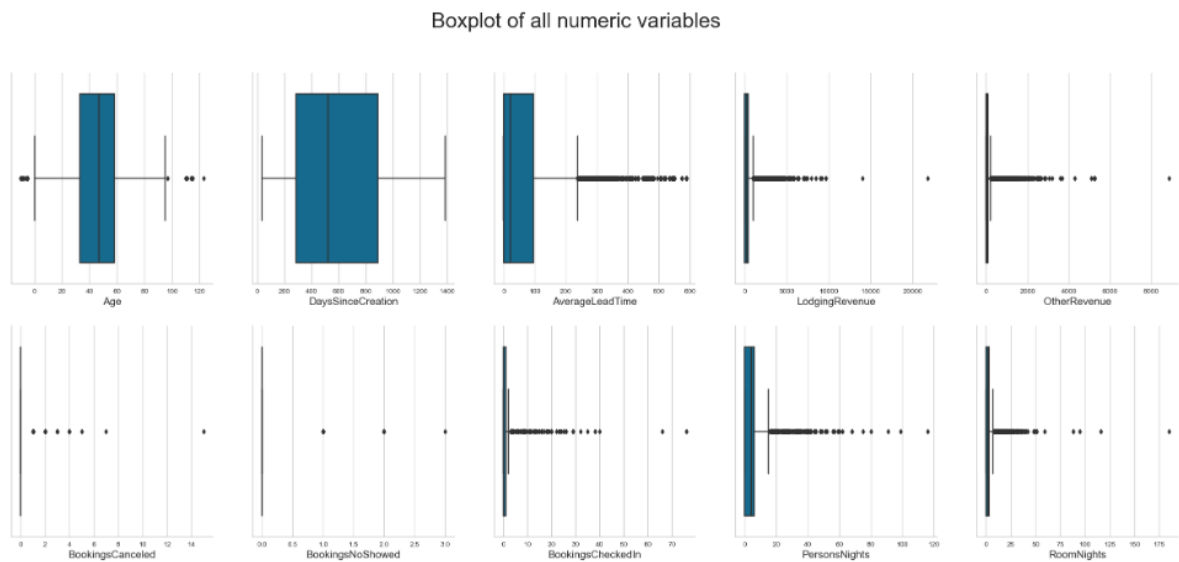 Boxplot of all numeric variables
0 20 40 60 80 100 120
Age
0 200 400 600 800 1000 1200 1400
DaysSinceCreation
0 100 200 300 400 500 600
AverageLeadTime
0 5000 10000 15000 20000
LodgingRevenue
0 2000 4000 6000 8000
OtherRevenue
0 2 4 6 8 10 12 14
BookingsCanceled
0.0 0.5 1.0 1.5 2.0 2.5 3.0
BookingsNoShowed
0 10 20 30 40 50 60 70
BookingsCheckedIn
0 20 40 60 80 100 120
PersonsNights
0 25 50 75 100 125 150 175
RoomNights